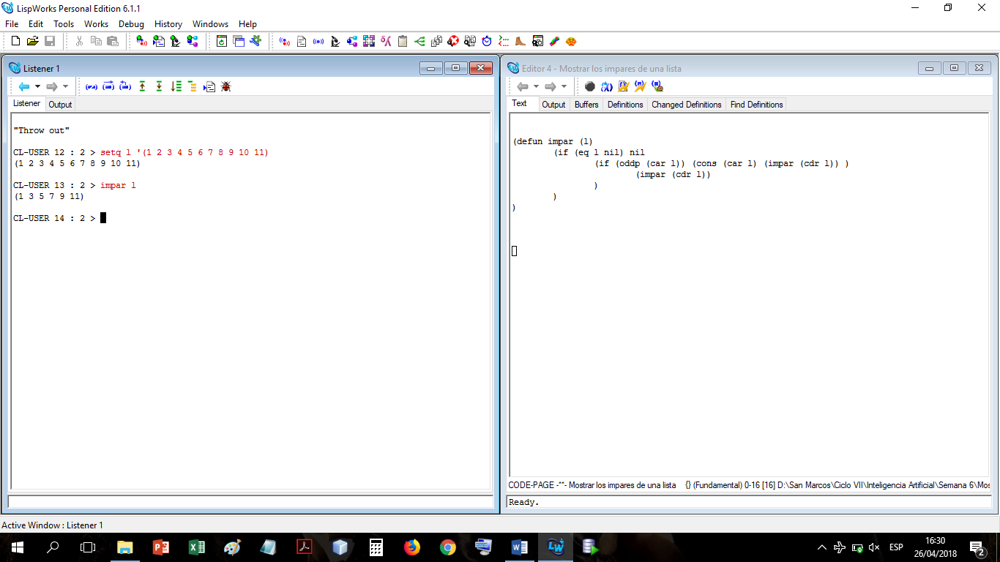 LispWorks Personal Edition 6.1.1
File Edit Tools Works Debug History Windows Help
Listener 1
Listener Output
"Throw out"
CL-USER 12 : 2 > setq l '(1 2 3 4 5 6 7 8 9 10 11)
(1 2 3 4 5 6 7 8 9 10 11)
CL-USER 13 : 2 > impar l
(1 3 5 7 9 11)
CL-USER 14 : 2 >
Editor 4 - Mostrar los impares de una lista
Text Output Buffers Definitions Changed Definitions Find Definitions
(defun impar (l)
(if (eq l nil) nil
(if (oddp (car l)) (cons (car l) (impar (cdr l)) )
(impar (cdr l))
)
)
)
CODE-PAGE -**- Mostrar los impares de una lista {} (Fundamental) 0-16 [16] D:\San Marcos\Ciclo VII\Inteligencia Artificial\Semana 6\Mos
Ready.
Active Window : Listener 1
ESP
16:30
26/04/2018
2